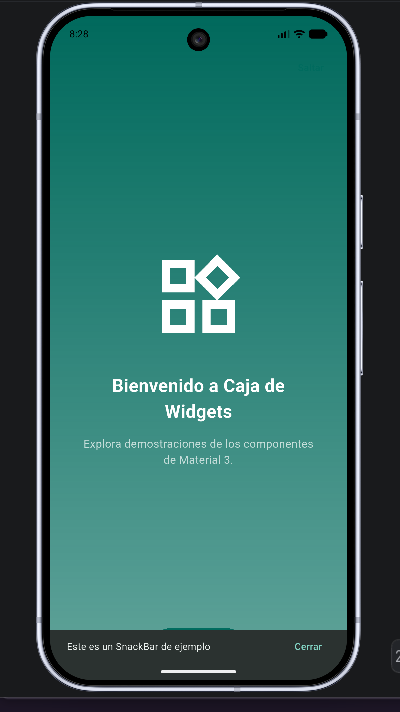 8:28
Bienvenido a Caja de
Widgets
Explora demostraciones de los componentes
de Material 3.
Este es un SnackBar de ejemplo Cerrar
2